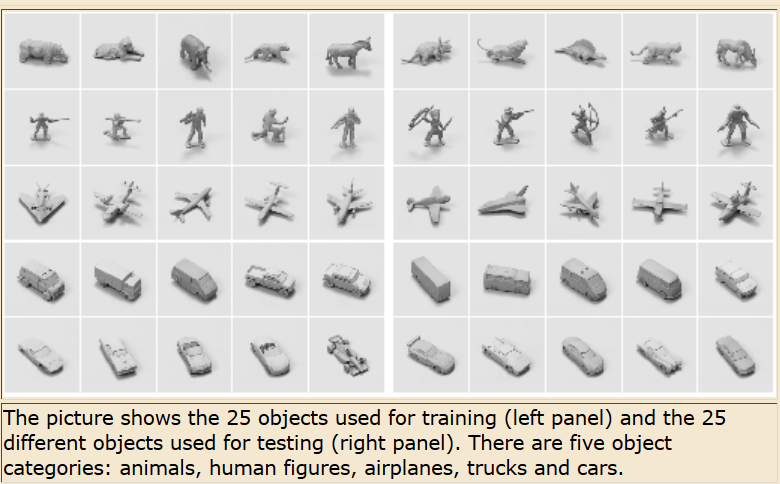 The picture shows the 25 objects used for training (left panel) and the 25
different objects used for testing (right panel). There are five object
categories: animals, human figures, airplanes, trucks and cars.